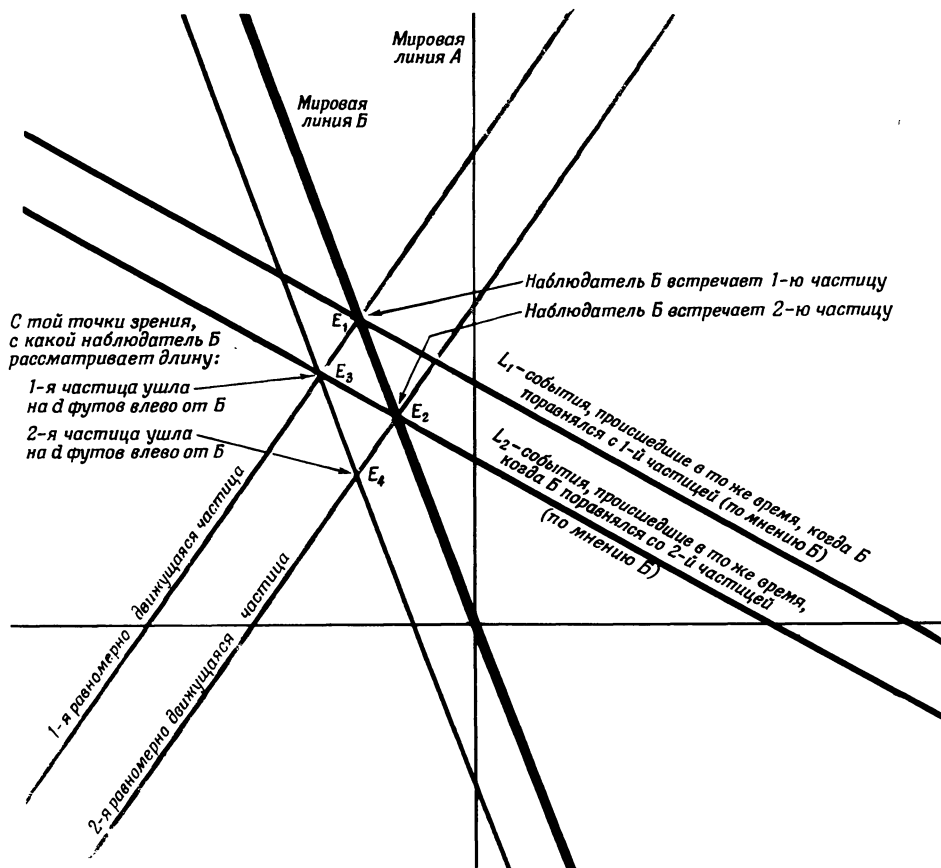 Мировая
линия А
Мировая
линия Б
Наблюдатель Б встречает 1-ю частицу
Наблюдатель Б встречает 2-ю частицу
E₁
С той точки зрения,
с какой наблюдатель Б
рассматривает длину:
1-я частица ушла
на d футов влево от Б
2-я частица ушла
на d футов влево от Б
E₃
E₂
E₄
L₁-события, происшедшие в то же время, когда Б
поравнялся с 1-й частицей (по мнению Б)
L₂-события, происшедшие в то же время,
когда Б поравнялся со 2-й частицей
(по мнению Б)
1-я равномерно движущаяся частица
2-я равномерно движущаяся частица